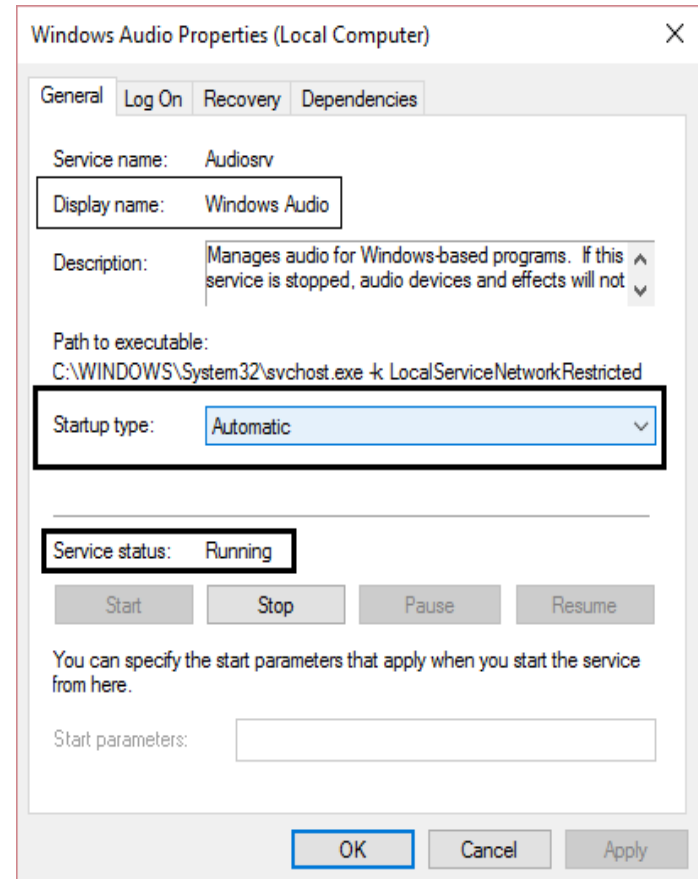 Windows Audio Properties (Local Computer)
General Log On Recovery Dependencies
Service name: Audiosrv
Display name: Windows Audio
Description: Manages audio for Windows-based programs. If this
service is stopped, audio devices and effects will not
Path to executable:
C:\WINDOWS\System32\svchost.exe -k LocalServiceNetworkRestricted
Startup type: Automatic
Service status: Running
Start Stop Pause Resume
You can specify the start parameters that apply when you start the service
from here.
Start parameters:
OK Cancel Apply